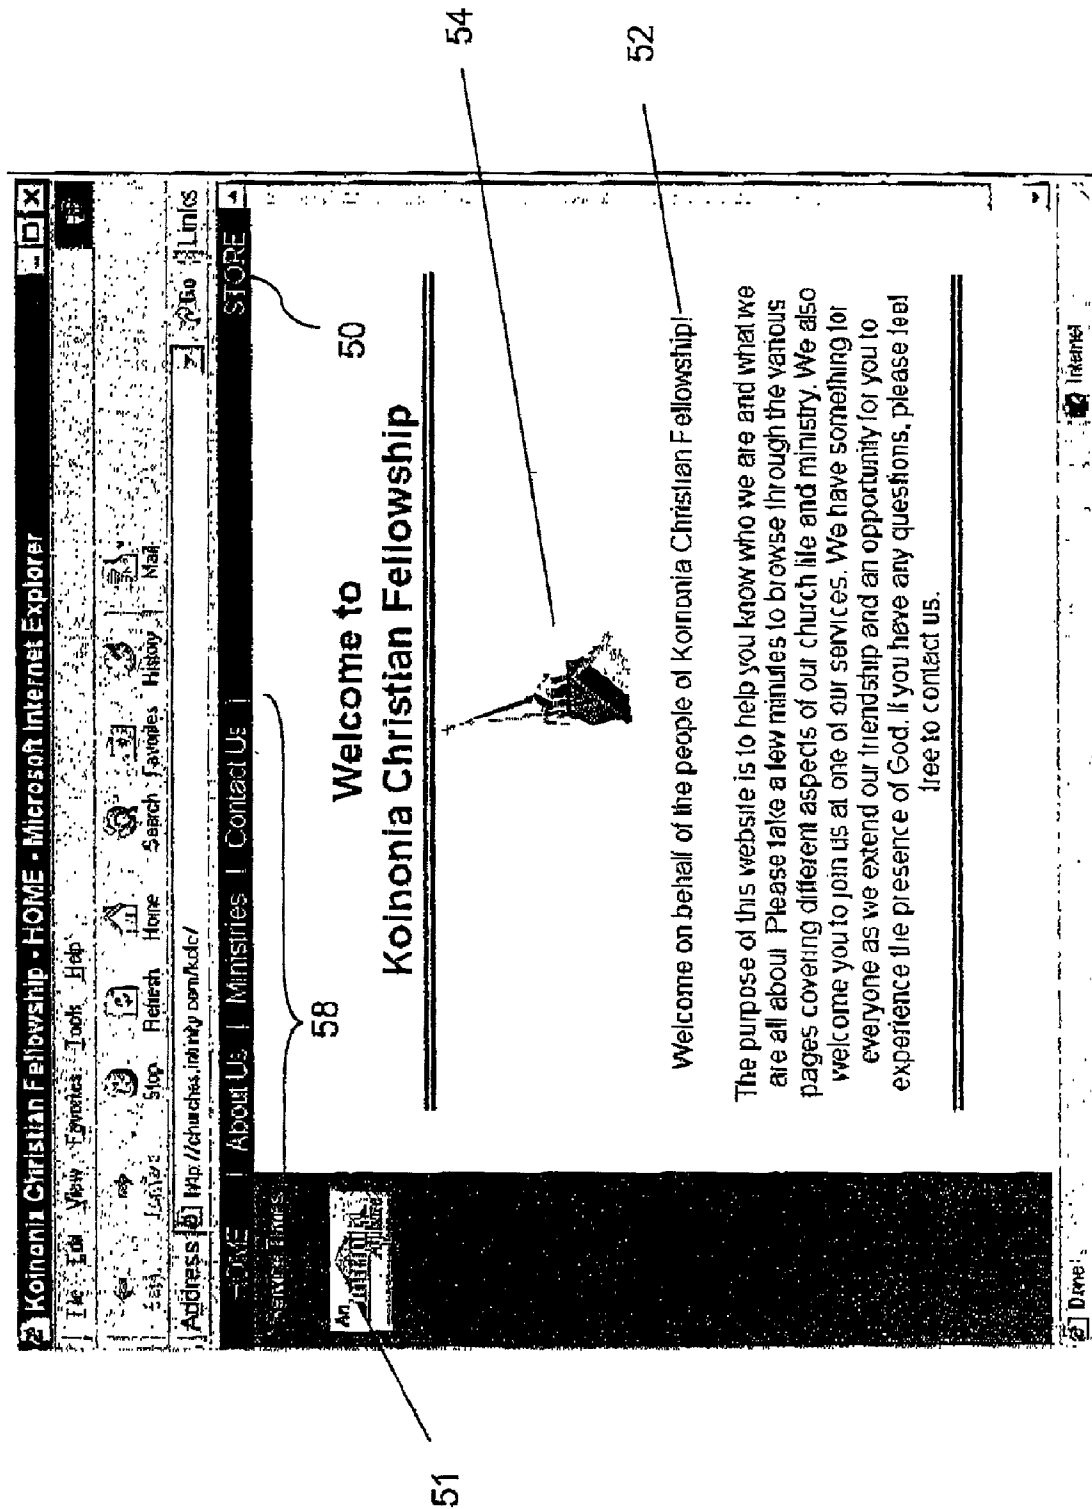 Koinonia Christian Fellowship - HOME - Microsoft Internet Explorer
File Edit View Favorites Tools Help
Stop Refresh Home Search Favorites History Mail
Address http://churches.infinity.com/kcfc/ Go Links
HOME | About Us | Ministries | Contact Us | STORE
Service Times
An
Affiliate
58
50
51
Welcome to
Koinonia Christian Fellowship
54
Welcome on behalf of the people of Koinonia Christian Fellowship!
52
The purpose of this website is to help you know who we are and what we
are all about. Please take a few minutes to browse through the various
pages covering different aspects of our church life and ministry. We also
welcome you to join us at one of our services. We have something for
everyone as we extend our friendship and an opportunity for you to
experience the presence of God. If you have any questions, please feel
free to contact us.
Internet